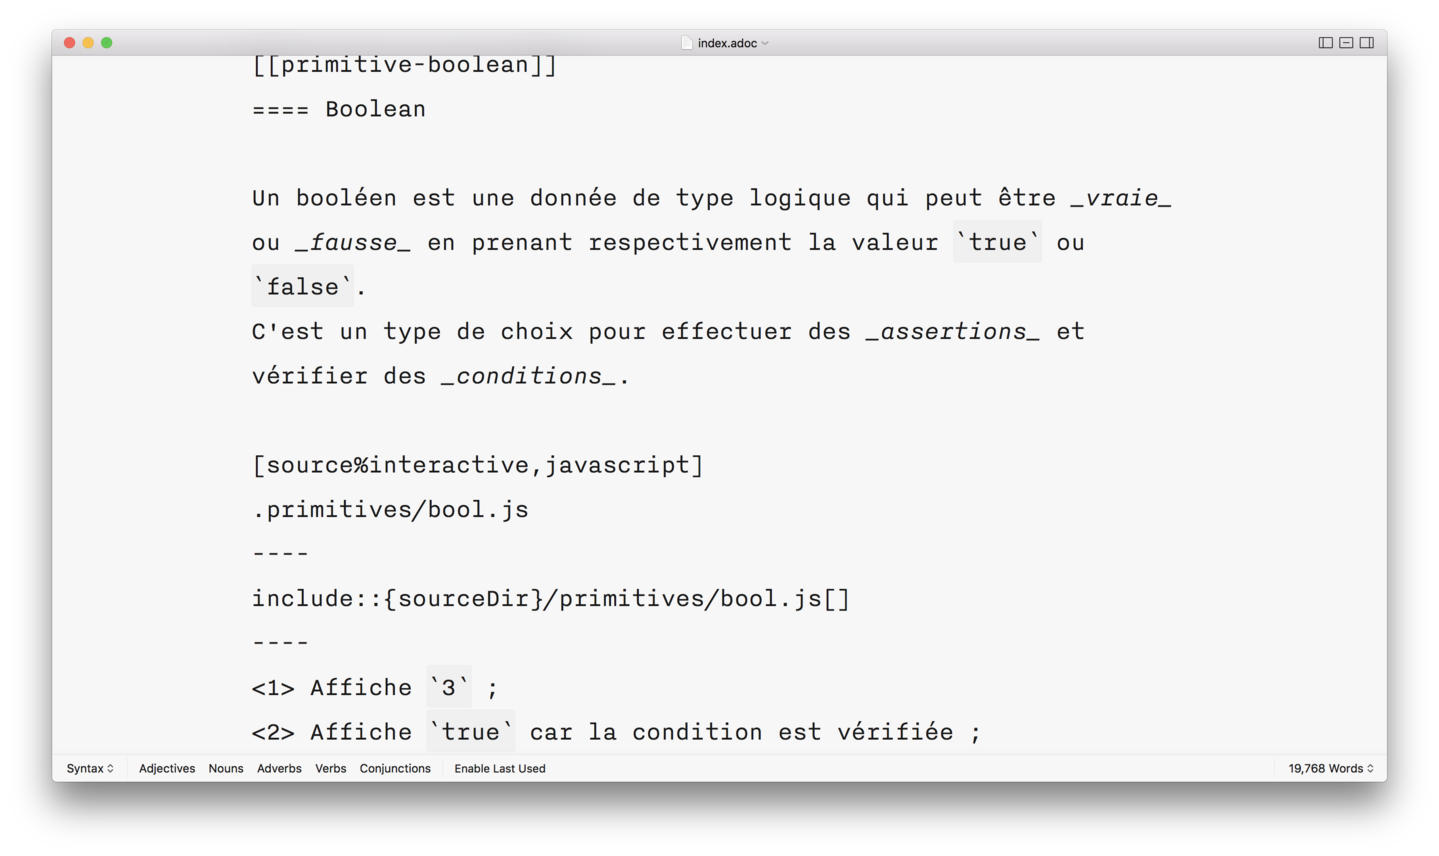 index.adoc
[[primitive-boolean]]
==== Boolean
Un booléen est une donnée de type logique qui peut être _vraie_
ou _fausse_ en prenant respectivement la valeur `true` ou
`false`.
C'est un type de choix pour effectuer des _assertions_ et
vérifier des _conditions_.
[source%interactive,javascript]
.primitives/bool.js
----
include::{sourceDir}/primitives/bool.js[]
----
<1> Affiche `3` ;
<2> Affiche `true` car la condition est vérifiée ;
Syntax Adjectives Nouns Adverbs Verbs Conjunctions Enable Last Used 19,768 Words